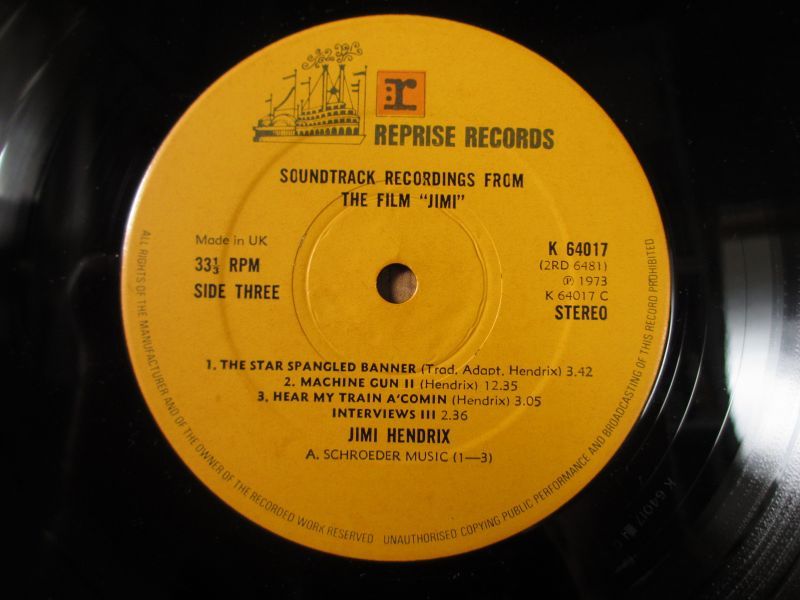 :r
REPRISE RECORDS
SOUNDTRACK RECORDINGS FROM
THE FILM "JIMI"
Made in UK
33⅓ RPM
SIDE THREE
K 64017
(2RD 6481)
℗ 1973
K 64017 C
STEREO
1. THE STAR SPANGLED BANNER (Trad. Adapt. Hendrix) 3.42
2. MACHINE GUN II (Hendrix) 12.35
3. HEAR MY TRAIN A'COMIN (Hendrix) 3.05
INTERVIEWS III 2.36
JIMI HENDRIX
A. SCHROEDER MUSIC (1—3)
ALL RIGHTS OF THE MANUFACTURER AND OF THE OWNER OF THE RECORDED WORK RESERVED UNAUTHORISED COPYING PUBLIC PERFORMANCE AND BROADCASTING OF THIS RECORD PROHIBITED
K 64017